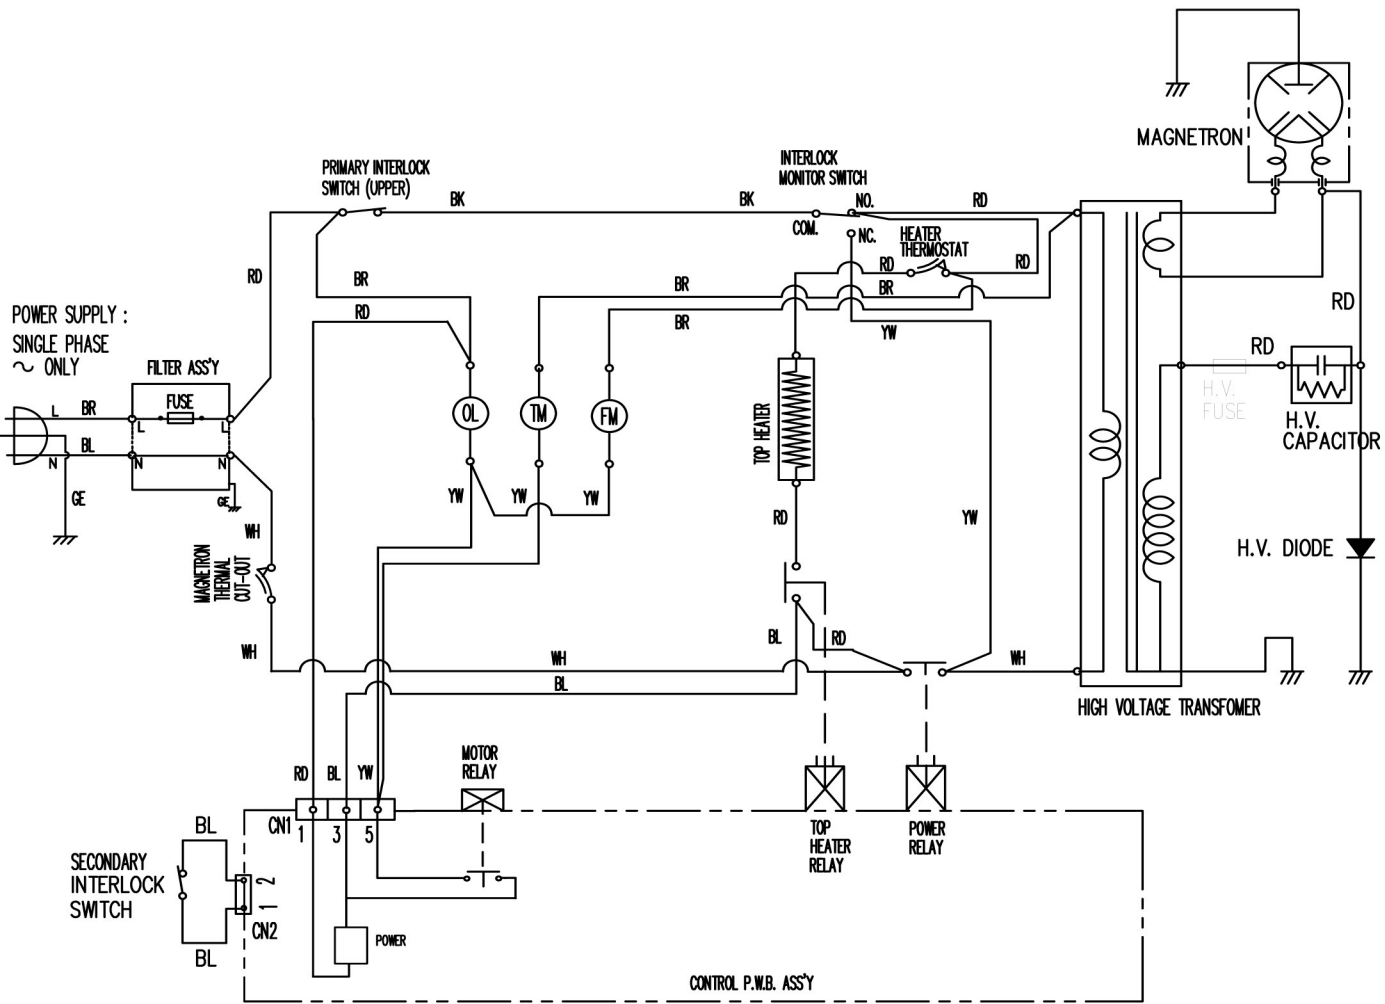 MAGNETRON
PRIMARY INTERLOCK
SWITCH (UPPER)
INTERLOCK
MONITOR SWITCH
BK
BK
NO.
RD
COM.
NC.
HEATER
THERMOSTAT
RD
BR
RD
BR
RD
RD
BR
BR
YW
POWER SUPPLY :
SINGLE PHASE
~ ONLY
FILTER ASS'Y
FUSE
L
BR
L
L
BL
N
N
N
GE
GE
OL
TM
FM
TOP HEATER
RD
RD
H.V.
FUSE
H.V.
CAPACITOR
YW
YW
YW
YW
RD
WH
MAGNETRON
THERMAL
CUT-OUT
H.V. DIODE
WH
WH
BL
BL
RD
WH
HIGH VOLTAGE TRANSFOMER
RD
BL
YW
MOTOR
RELAY
CN1
1
3
5
TOP
HEATER
RELAY
POWER
RELAY
BL
SECONDARY
INTERLOCK
SWITCH
2
1
CN2
BL
POWER
CONTROL P.W.B. ASS'Y